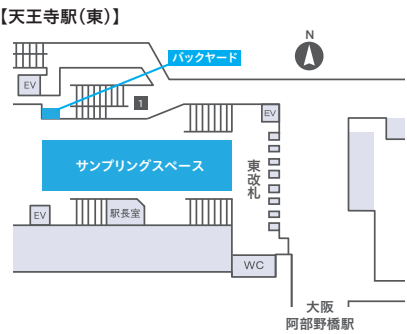 【天王寺駅(東)】
N
バックヤード
EV
1
EV
サンプリングスペース
東改札
EV
駅長室
WC
大阪
阿部野橋駅